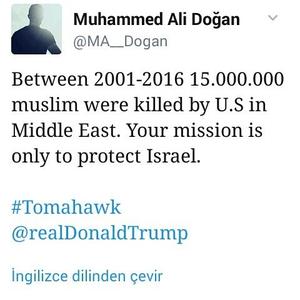 Muhammed Ali Doğan
@MA__Dogan
Between 2001-2016 15.000.000
muslim were killed by U.S in
Middle East. Your mission is
only to protect Israel.
#Tomahawk
@realDonaldTrump
İngilizce dilinden çevir